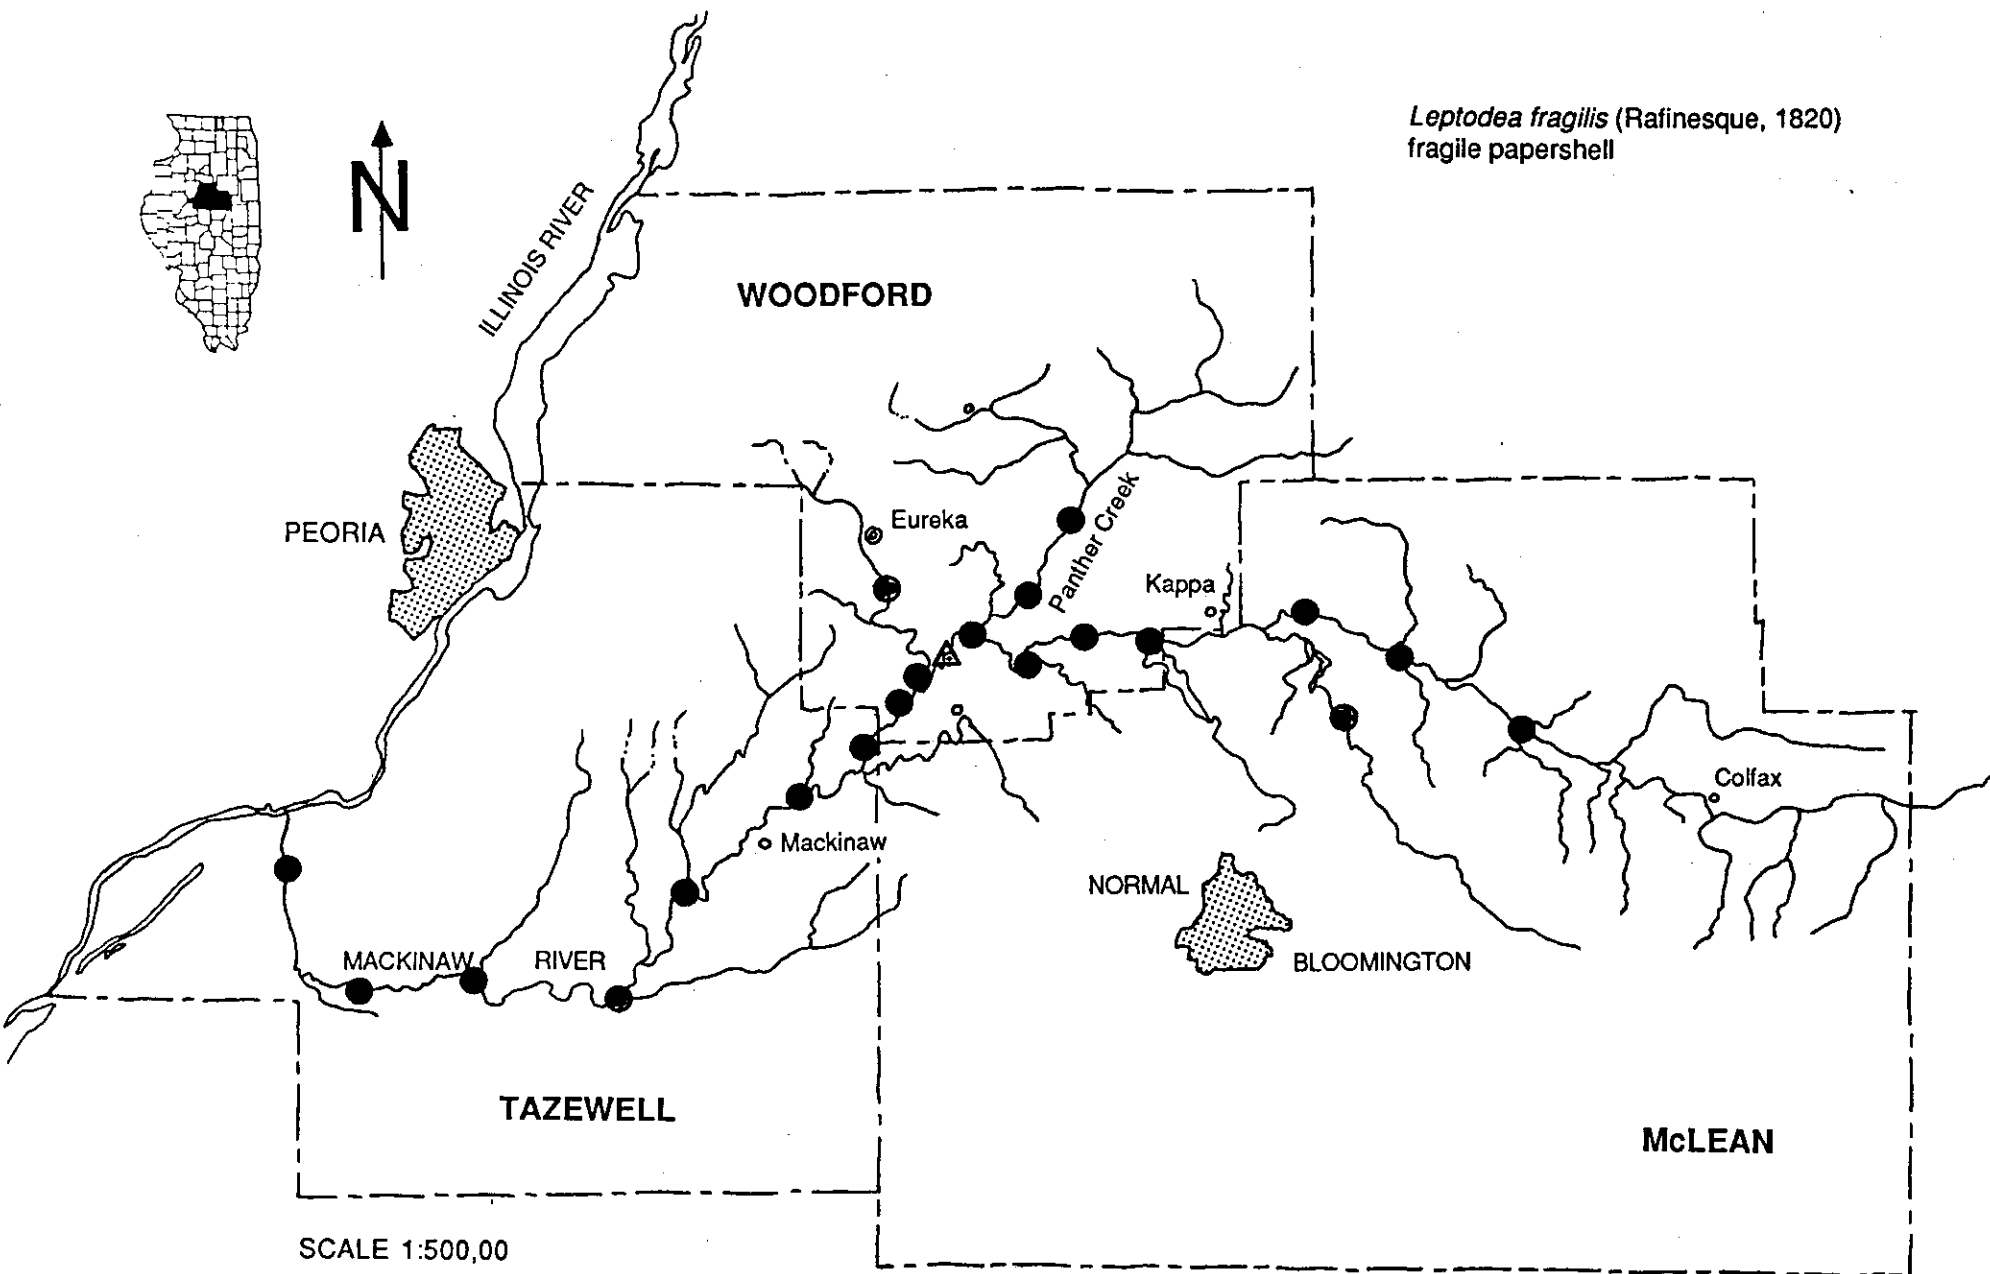 Leptodea fragilis (Rafinesque, 1820)
fragile papershell
N
ILLINOIS RIVER
WOODFORD
PEORIA
Eureka
Panther Creek
Kappa
Colfax
Mackinaw
NORMAL
BLOOMINGTON
MACKINAW RIVER
TAZEWELL
McLEAN
SCALE 1:500,00